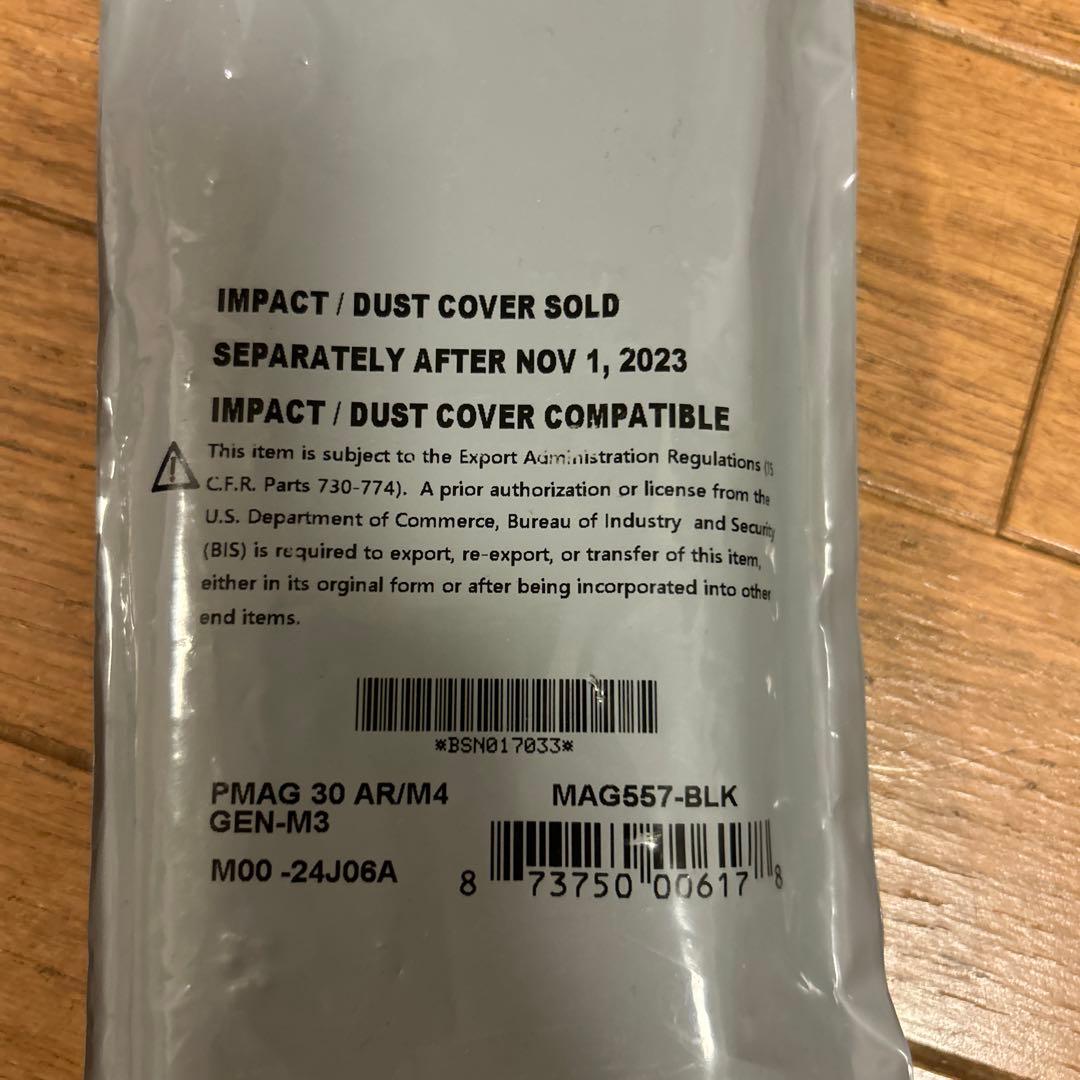 IMPACT / DUST COVER SOLD
SEPARATELY AFTER NOV 1, 2023
IMPACT / DUST COVER COMPATIBLE
This item is subject to the Export Administration Regulations (15
C.F.R. Parts 730-774). A prior authorization or license from the
U.S. Department of Commerce, Bureau of Industry and Security
(BIS) is required to export, re-export, or transfer of this item,
either in its orginal form or after being incorporated into other
end items.
*BSN017033*
PMAG 30 AR/M4
GEN-M3
M00 -24J06A
MAG557-BLK
8 73750 00617 8